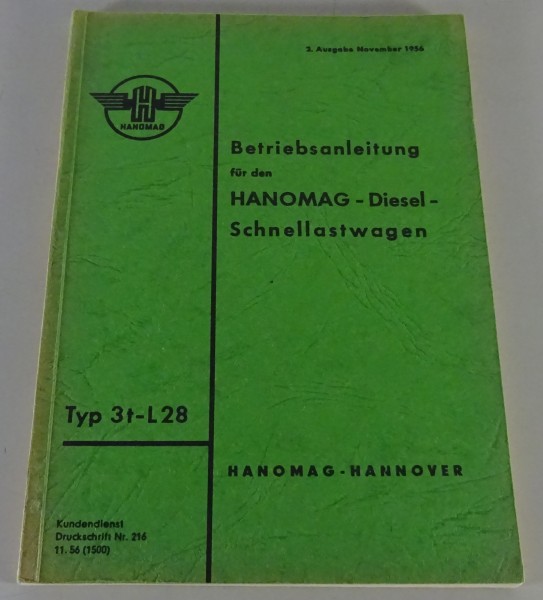 2. Ausgabe November 1956
HANOMAG
Betriebsanleitung
für den
HANOMAG - Diesel -
Schnellastwagen
Typ 3t-L28
HANOMAG - HANNOVER
Kundendienst
Druckschrift Nr. 216
11. 56 (1500)